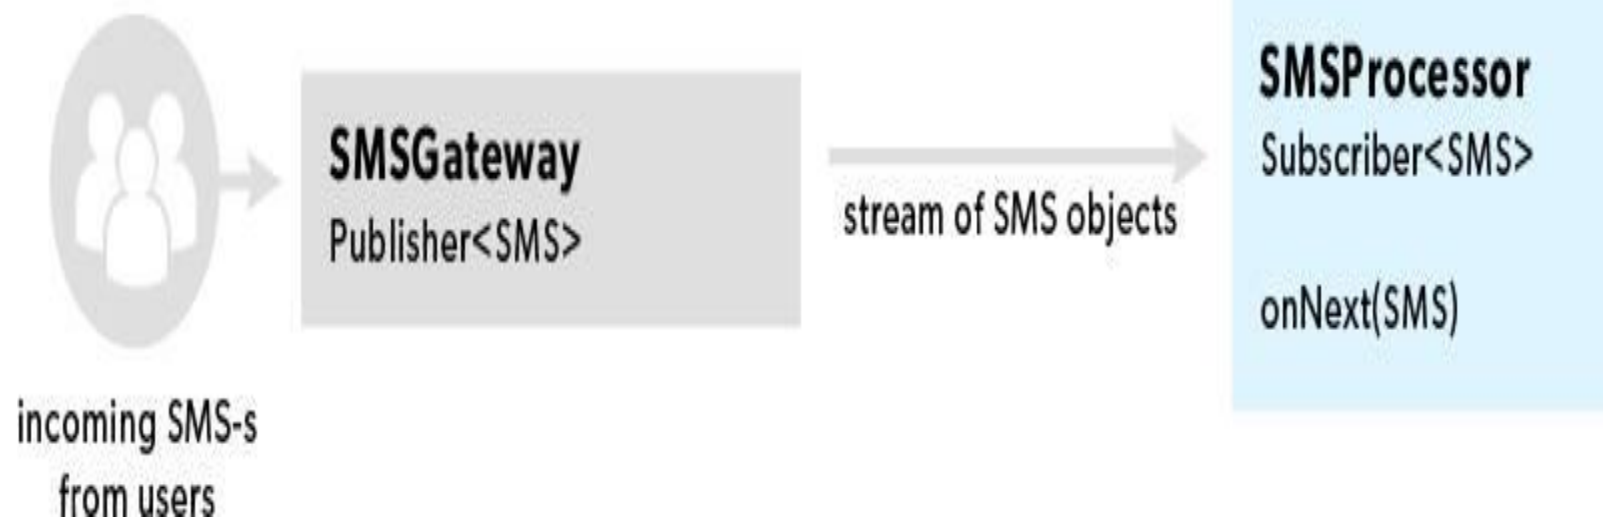 incoming SMS-s
from users
SMSGateway
Publisher<SMS>
stream of SMS objects
SMSProcessor
Subscriber<SMS>
onNext(SMS)